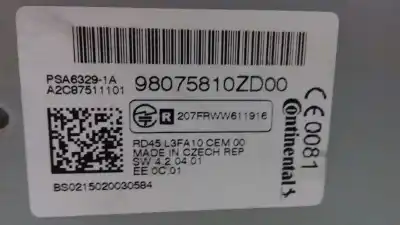 PSA6329-1A
A2C87511101
98075810ZD00
R 207FRWW611916
RD45 L3FA10 CEM 00
MADE IN CZECH REP
SW 4.2.04.01
EE 0C.01
BS0215020030584
CE0081
Continental